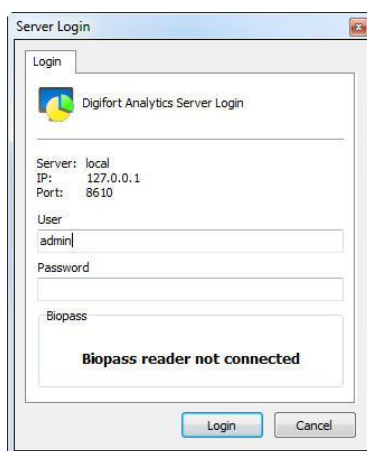 Server Login
Login
Digifort Analytics Server Login
Server: local
IP: 127.0.0.1
Port: 8610
User
admin
Password
Biopass
Biopass reader not connected
Login Cancel